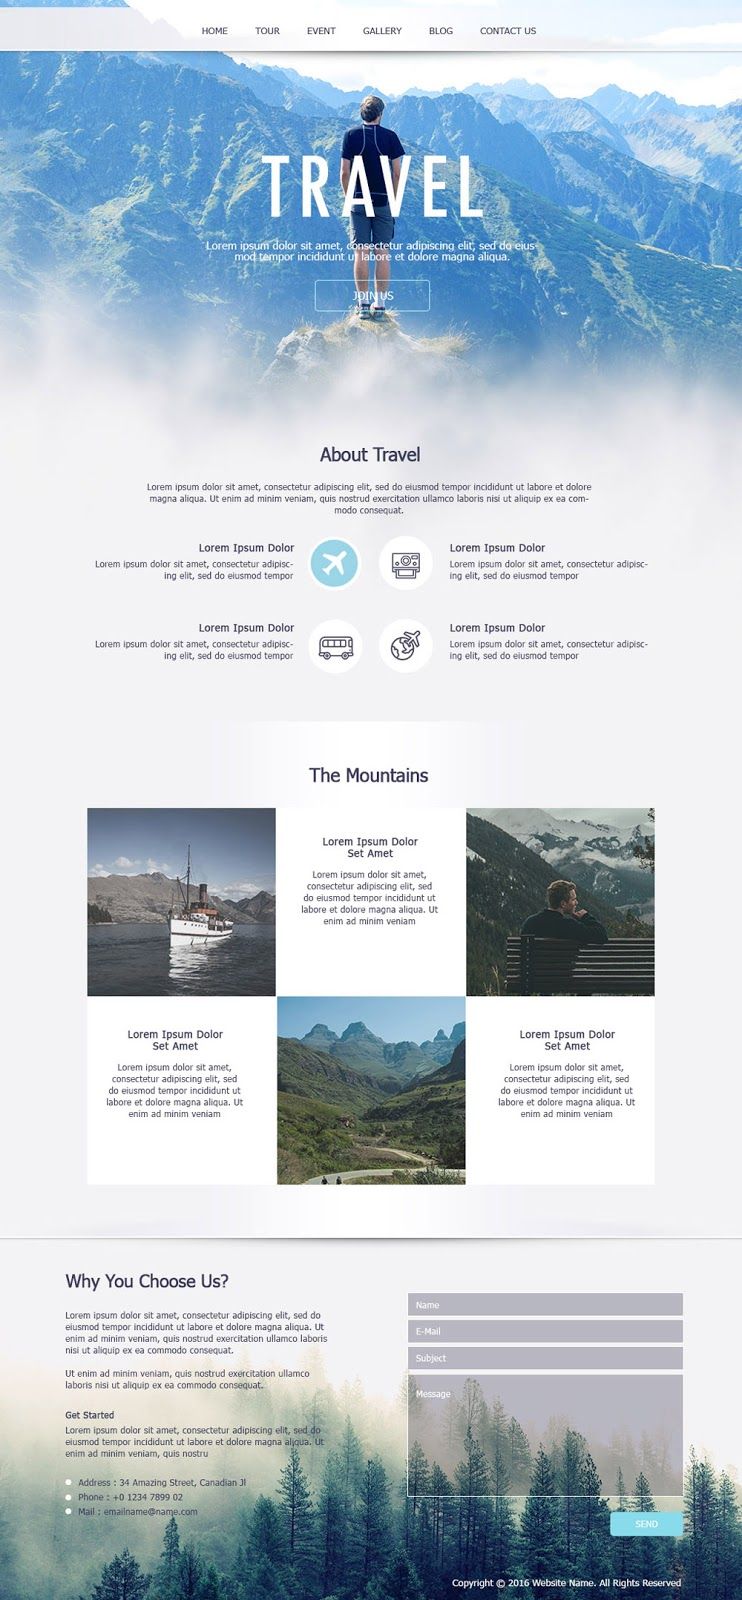 HOME TOUR EVENT GALLERY BLOG CONTACT US
TRAVEL
Lorem ipsum dolor sit amet, consectetur adipiscing elit, sed do eius-
mod tempor incididunt ut labore et dolore magna aliqua.
JOIN US
About Travel
Lorem ipsum dolor sit amet, consectetur adipiscing elit, sed do eiusmod tempor incididunt ut labore et dolore
magna aliqua. Ut enim ad minim veniam, quis nostrud exercitation ullamco laboris nisi ut aliquip ex ea com-
modo consequat.
Lorem Ipsum Dolor
Lorem ipsum dolor sit amet, consectetur adipisc-
ing elit, sed do eiusmod tempor
Lorem Ipsum Dolor
Lorem ipsum dolor sit amet, consectetur adipisc-
ing elit, sed do eiusmod tempor
Lorem Ipsum Dolor
Lorem ipsum dolor sit amet, consectetur adipisc-
ing elit, sed do eiusmod tempor
Lorem Ipsum Dolor
Lorem ipsum dolor sit amet, consectetur adipisc-
ing elit, sed do eiusmod tempor
The Mountains
Lorem Ipsum Dolor
Set Amet
Lorem ipsum dolor sit amet,
consectetur adipiscing elit, sed
do eiusmod tempor incididunt ut
labore et dolore magna aliqua. Ut
enim ad minim veniam
Lorem Ipsum Dolor
Set Amet
Lorem ipsum dolor sit amet,
consectetur adipiscing elit, sed
do eiusmod tempor incididunt ut
labore et dolore magna aliqua. Ut
enim ad minim veniam
Lorem Ipsum Dolor
Set Amet
Lorem ipsum dolor sit amet,
consectetur adipiscing elit, sed
do eiusmod tempor incididunt ut
labore et dolore magna aliqua. Ut
enim ad minim veniam
Why You Choose Us?
Lorem ipsum dolor sit amet, consectetur adipiscing elit, sed do
eiusmod tempor incididunt ut labore et dolore magna aliqua. Ut
enim ad minim veniam, quis nostrud exercitation ullamco laboris
nisi ut aliquip ex ea commodo consequat.
Ut enim ad minim veniam, quis nostrud exercitation ullamco
laboris nisi ut aliquip ex ea commodo consequat.
Get Started
Lorem ipsum dolor sit amet, consectetur adipiscing elit, sed do
eiusmod tempor incididunt ut labore et dolore magna aliqua. Ut
enim ad minim veniam, quis nostru
Address : 34 Amazing Street, Canadian Jl
Phone : +0 1234 7899 02
Mail : emailname@name.com
Name
E-Mail
Subject
Message
SEND
Copyright © 2016 Website Name. All Rights Reserved